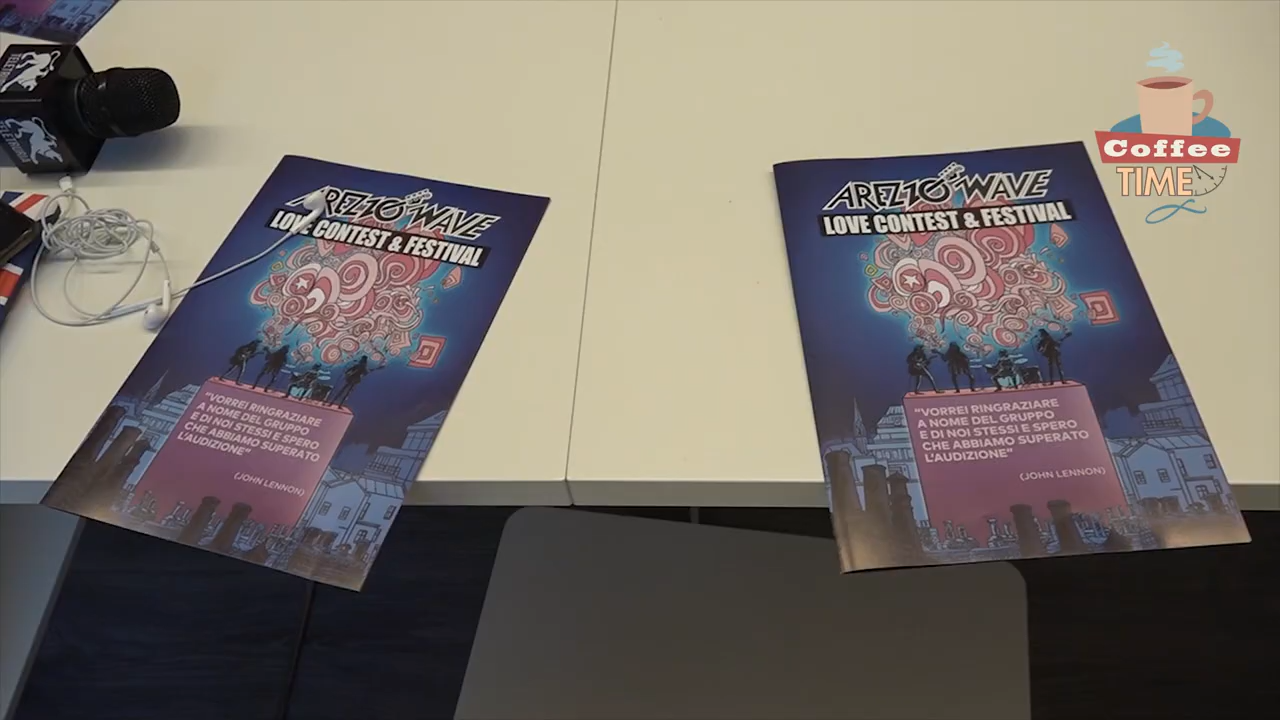 TELETRURIA
TELETRURIA
AREZZO WAVE
LOVE CONTEST & FESTIVAL
"VORREI RINGRAZIARE
A NOME DEL GRUPPO
E DI NOI STESSI E SPERO
CHE ABBIAMO SUPERATO
L'AUDIZIONE"
(JOHN LENNON)
AREZZO WAVE
LOVE CONTEST & FESTIVAL
"VORREI RINGRAZIARE
A NOME DEL GRUPPO
E DI NOI STESSI E SPERO
CHE ABBIAMO SUPERATO
L'AUDIZIONE"
(JOHN LENNON)
Coffee
TIME